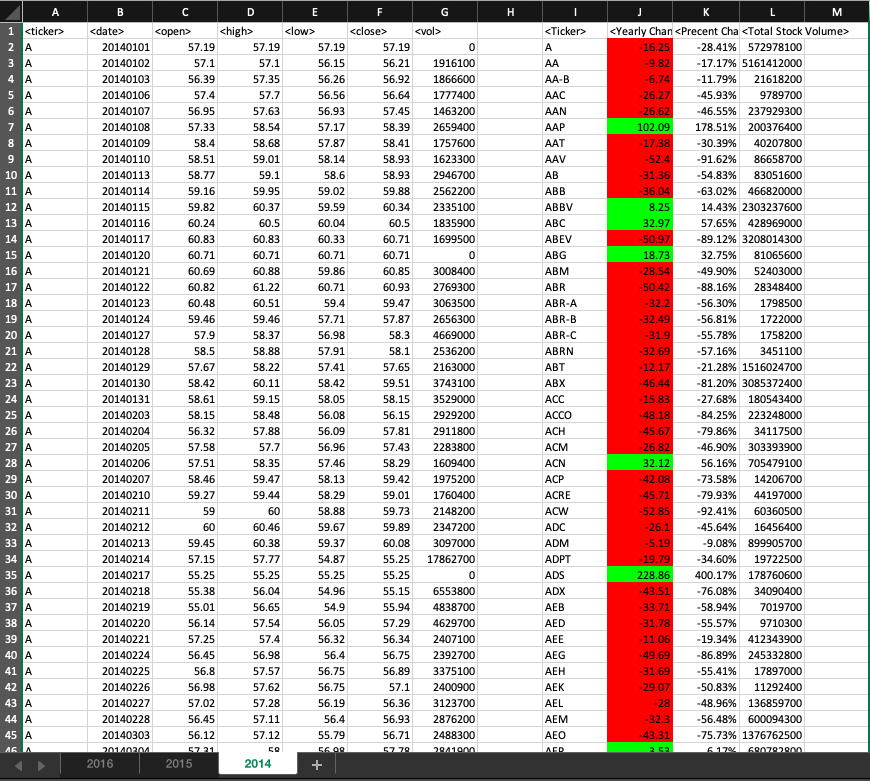 A B C D E F G H I J K L M
1 <ticker> <date> <open> <high> <low> <close> <vol> <Ticker> <Yearly Chan <Precent Cha <Total Stock Volume>
2 A 20140101 57.19 57.19 57.19 57.19 0 A -16.25 -28.41% 572978100
3 A 20140102 57.1 57.1 56.15 56.21 1916100 AA -9.82 -17.17% 5161412000
4 A 20140103 56.39 57.35 56.26 56.92 1866600 AA-B -6.74 -11.79% 21618200
5 A 20140106 57.4 57.7 56.56 56.64 1777400 AAC -26.27 -45.93% 9789700
6 A 20140107 56.95 57.63 56.93 57.45 1463200 AAN -26.62 -46.55% 237929300
7 A 20140108 57.33 58.54 57.17 58.39 2659400 AAP 102.09 178.51% 200376400
8 A 20140109 58.4 58.68 57.87 58.41 1757600 AAT -17.38 -30.39% 40207800
9 A 20140110 58.51 59.01 58.14 58.93 1623300 AAV -52.4 -91.62% 86658700
10 A 20140113 58.77 59.1 58.6 58.93 2946700 AB -31.36 -54.83% 83051600
11 A 20140114 59.16 59.95 59.02 59.88 2562200 ABB -36.04 -63.02% 466820000
12 A 20140115 59.82 60.37 59.59 60.34 2335100 ABBV 8.25 14.43% 2303237600
13 A 20140116 60.24 60.5 60.04 60.5 1835900 ABC 32.97 57.65% 428969000
14 A 20140117 60.83 60.83 60.33 60.71 1699500 ABEV -50.97 -89.12% 3208014300
15 A 20140120 60.71 60.71 60.71 60.71 0 ABG 18.73 32.75% 81065600
16 A 20140121 60.69 60.88 59.86 60.85 3008400 ABM -28.54 -49.90% 52403000
17 A 20140122 60.82 61.22 60.71 60.93 2769300 ABR -50.42 -88.16% 28348400
18 A 20140123 60.48 60.51 59.4 59.47 3063500 ABR-A -32.2 -56.30% 1798500
19 A 20140124 59.46 59.46 57.71 57.87 2656300 ABR-B -32.49 -56.81% 1722000
20 A 20140127 57.9 58.37 56.98 58.3 4669000 ABR-C -31.9 -55.78% 1758200
21 A 20140128 58.5 58.88 57.91 58.1 2536200 ABRN -32.69 -57.16% 3451100
22 A 20140129 57.67 58.22 57.41 57.65 2163000 ABT -12.17 -21.28% 1516024700
23 A 20140130 58.42 60.11 58.42 59.51 3743100 ABX -46.44 -81.20% 3085372400
24 A 20140131 58.61 59.15 58.05 58.15 3529000 ACC -15.83 -27.68% 180543400
25 A 20140203 58.15 58.48 56.08 56.15 2929200 ACCO -48.18 -84.25% 223248000
26 A 20140204 56.32 57.88 56.09 57.81 2911800 ACH -45.67 -79.86% 34117500
27 A 20140205 57.58 57.7 56.96 57.43 2283800 ACM -26.82 -46.90% 303393900
28 A 20140206 57.51 58.35 57.46 58.29 1609400 ACN 32.12 56.16% 705479100
29 A 20140207 58.46 59.47 58.13 59.42 1975200 ACP -42.08 -73.58% 14206700
30 A 20140210 59.27 59.44 58.29 59.01 1760400 ACRE -45.71 -79.93% 44197000
31 A 20140211 59 60 58.88 59.73 2148200 ACW -52.85 -92.41% 60360500
32 A 20140212 60 60.46 59.67 59.89 2347200 ADC -26.1 -45.64% 16456400
33 A 20140213 59.45 60.38 59.37 60.08 3097000 ADM -5.19 -9.08% 899905700
34 A 20140214 57.15 57.77 54.87 55.25 17862700 ADPT -19.79 -34.60% 19722500
35 A 20140217 55.25 55.25 55.25 55.25 0 ADS 228.86 400.17% 178760600
36 A 20140218 55.38 56.04 54.96 55.15 6553800 ADX -43.51 -76.08% 34090400
37 A 20140219 55.01 56.65 54.9 55.94 4838700 AEB -33.71 -58.94% 7019700
38 A 20140220 56.14 57.54 56.05 57.29 4629700 AED -31.78 -55.57% 9710300
39 A 20140221 57.25 57.4 56.32 56.34 2407100 AEE -11.06 -19.34% 412343900
40 A 20140224 56.45 56.98 56.4 56.75 2392700 AEG -49.69 -86.89% 245332800
41 A 20140225 56.8 57.57 56.75 56.89 3375100 AEH -31.69 -55.41% 17897000
42 A 20140226 56.98 57.62 56.75 57.1 2400900 AEK -29.07 -50.83% 11292400
43 A 20140227 57.02 57.28 56.19 56.36 3123700 AEL -28 -48.96% 136859700
44 A 20140228 56.45 57.11 56.4 56.93 2876200 AEM -32.3 -56.48% 600094300
45 A 20140303 56.12 57.12 55.79 56.71 2488300 AEO -43.31 -75.73% 1376762500
46 A 20140304 57.31 58 56.98 57.78 2841900 AEP 3.53 6.17% 680782800
2016 2015 2014 +